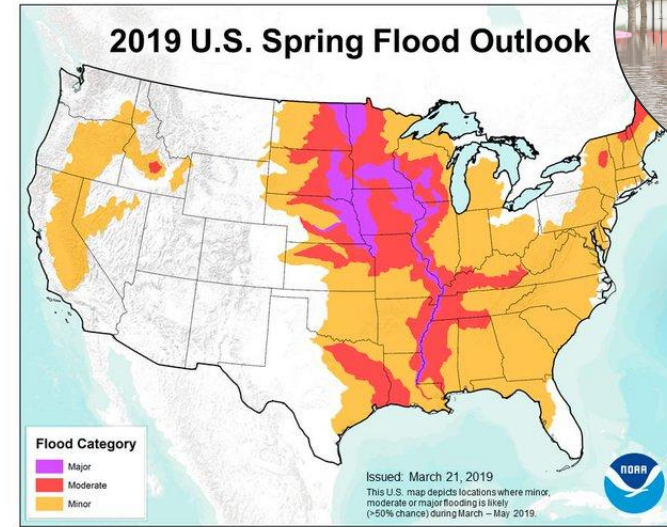 2019 U.S. Spring Flood Outlook
Flood Category
Major
Moderate
Minor
Issued: March 21, 2019
This U.S. map depicts locations where minor,
moderate or major flooding is likely
(>50% chance) during March – May 2019.
NOAA